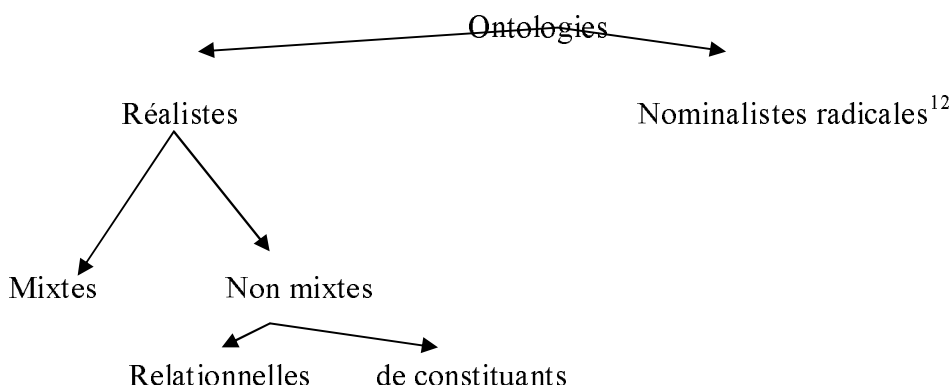 Ontologies
Réalistes Nominalistes radicales12
Mixtes Non mixtes
Relationnelles de constituants